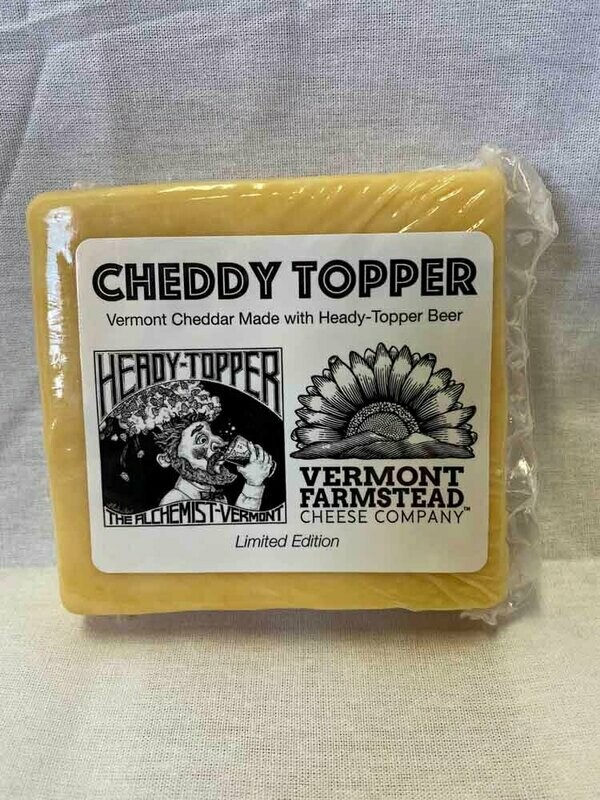 CHEDDY TOPPER
Vermont Cheddar Made with Heady-Topper Beer
HEADY-TOPPER
THE ALCHEMIST-VERMONT
VERMONT
FARMSTEAD
CHEESE COMPANY™
Limited Edition